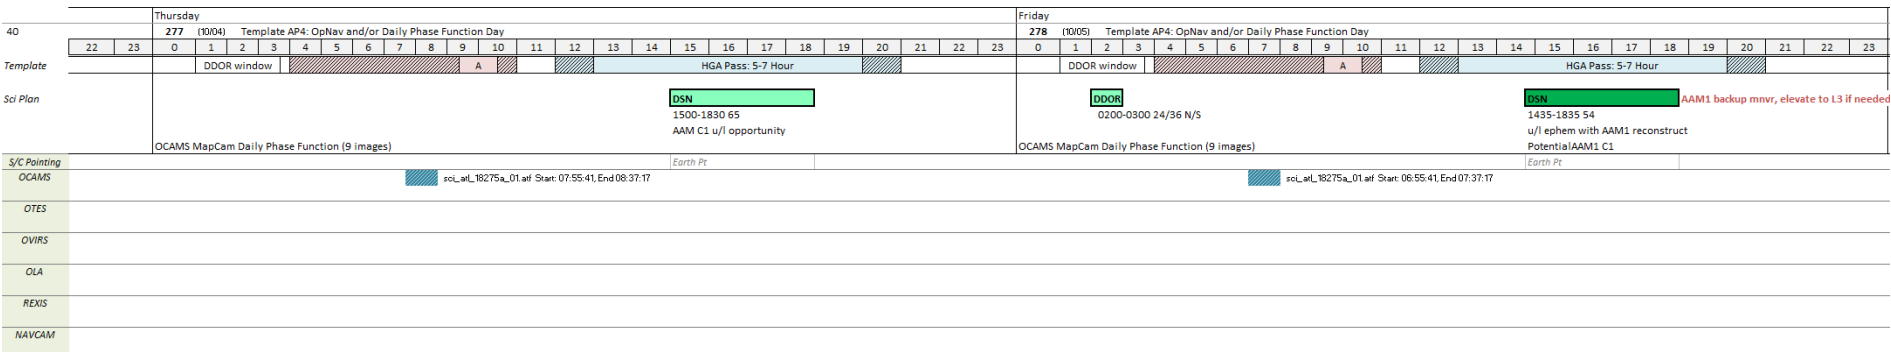 Thursday Friday
40 277 (10/04) Template AP4: OpNav and/or Daily Phase Function Day 278 (10/05) Template AP4: OpNav and/or Daily Phase Function Day
22 23 0 1 2 3 4 5 6 7 8 9 10 11 12 13 14 15 16 17 18 19 20 21 22 23 0 1 2 3 4 5 6 7 8 9 10 11 12 13 14 15 16 17 18 19 20 21 22 23
Template DDOR window A HGA Pass: 5-7 Hour DDOR window A HGA Pass: 5-7 Hour
Sci Plan DSN DDOR DSN AAM1 backup mnvr, elevate to L3 if needed
1500-1830 65 0200-0300 24/36 N/S 1435-1835 54
AAM C1 u/l opportunity u/l ephem with AAM1 reconstruct
OCAMS MapCam Daily Phase Function (9 images) OCAMS MapCam Daily Phase Function (9 images) PotentialAAM1 C1
S/C Pointing Earth Pt Earth Pt
OCAMS sci_atl_18275a_01.atf Start: 07:55:41, End 08:37:17 sci_atl_18275a_01.atf Start: 06:55:41, End 07:37:17
OTES
OVIRS
OLA
REXIS
NAVCAM